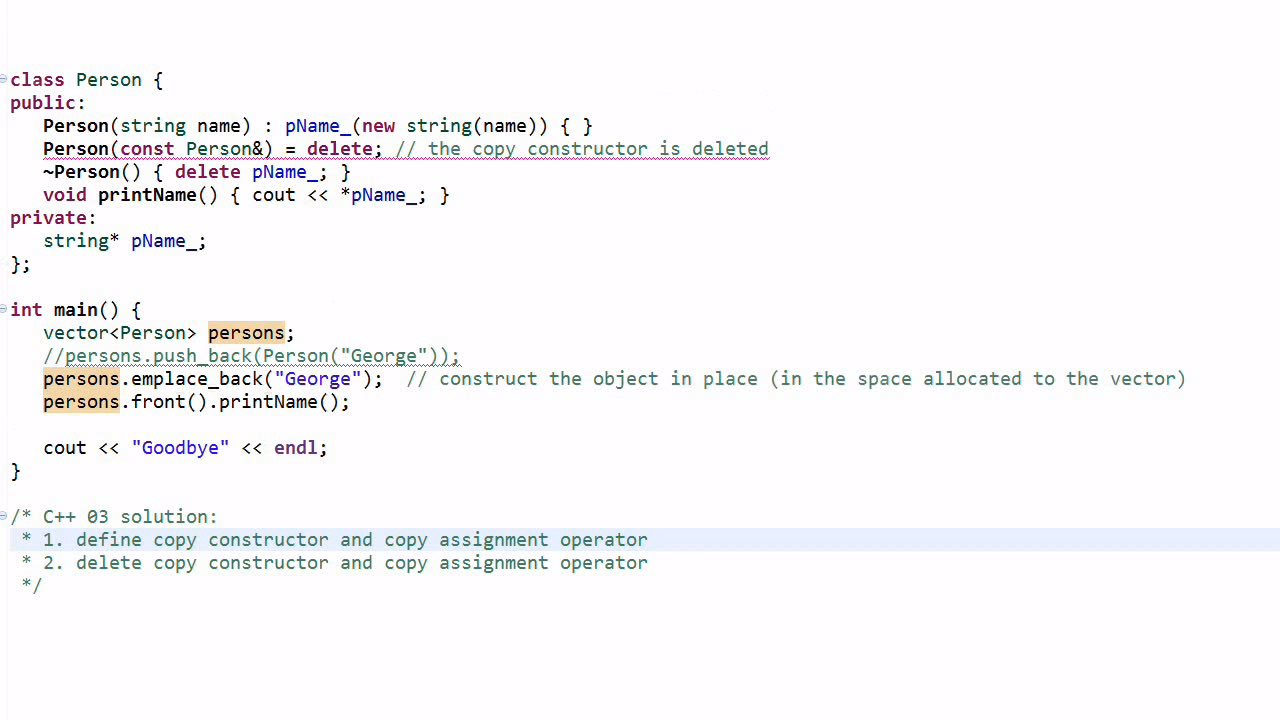 class Person {
public:
   Person(string name) : pName_(new string(name)) { }
   Person(const Person&) = delete; // the copy constructor is deleted
   ~Person() { delete pName_; }
   void printName() { cout << *pName_; }
private:
   string* pName_;
};
int main() {
   vector<Person> persons;
   //persons.push_back(Person("George"));
   persons.emplace_back("George");  // construct the object in place (in the space allocated to the vector)
   persons.front().printName();
   cout << "Goodbye" << endl;
}
/* C++ 03 solution:
 * 1. define copy constructor and copy assignment operator
 * 2. delete copy constructor and copy assignment operator
 */